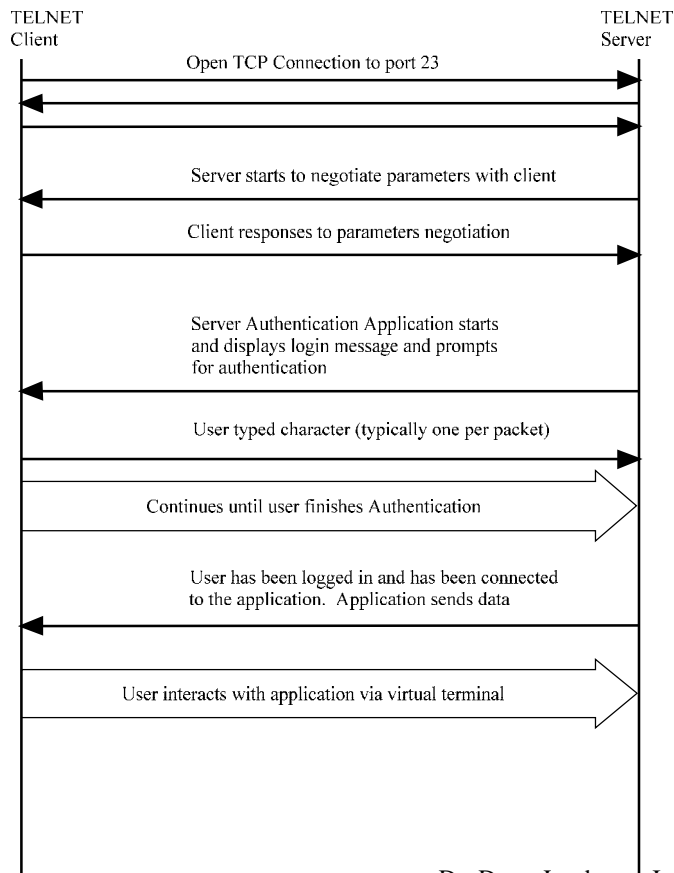 TELNET
Client
TELNET
Server
Open TCP Connection to port 23
Server starts to negotiate parameters with client
Client responses to parameters negotiation
Server Authentication Application starts
and displays login message and prompts
for authentication
User typed character (typically one per packet)
Continues until user finishes Authentication
User has been logged in and has been connected
to the application.  Application sends data
User interacts with application via virtual terminal